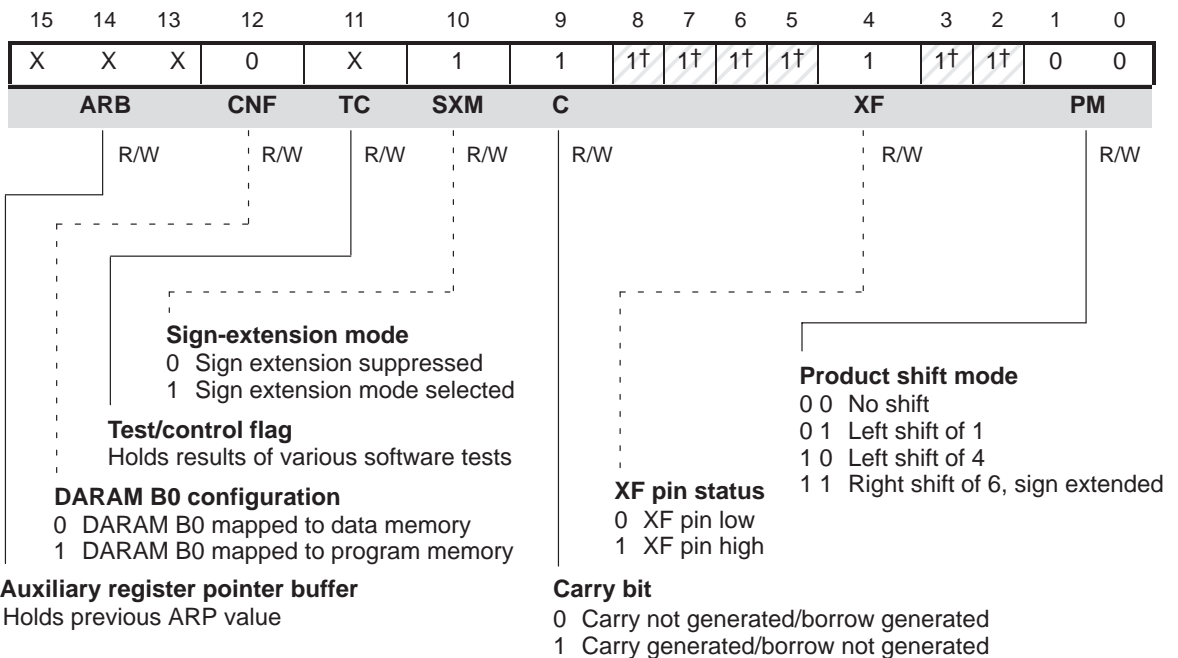 15 14 13 12 11 10 9 8 7 6 5 4 3 2 1 0
X X X 0 X 1 1 1† 1† 1† 1† 1 1† 1† 0 0
ARB CNF TC SXM C XF PM
R/W R/W R/W R/W R/W R/W R/W
Sign-extension mode
0 Sign extension suppressed
1 Sign extension mode selected
Product shift mode
0 0 No shift
0 1 Left shift of 1
1 0 Left shift of 4
1 1 Right shift of 6, sign extended
Test/control flag
Holds results of various software tests
DARAM B0 configuration
0 DARAM B0 mapped to data memory
1 DARAM B0 mapped to program memory
XF pin status
0 XF pin low
1 XF pin high
Auxiliary register pointer buffer
Holds previous ARP value
Carry bit
0 Carry not generated/borrow generated
1 Carry generated/borrow not generated